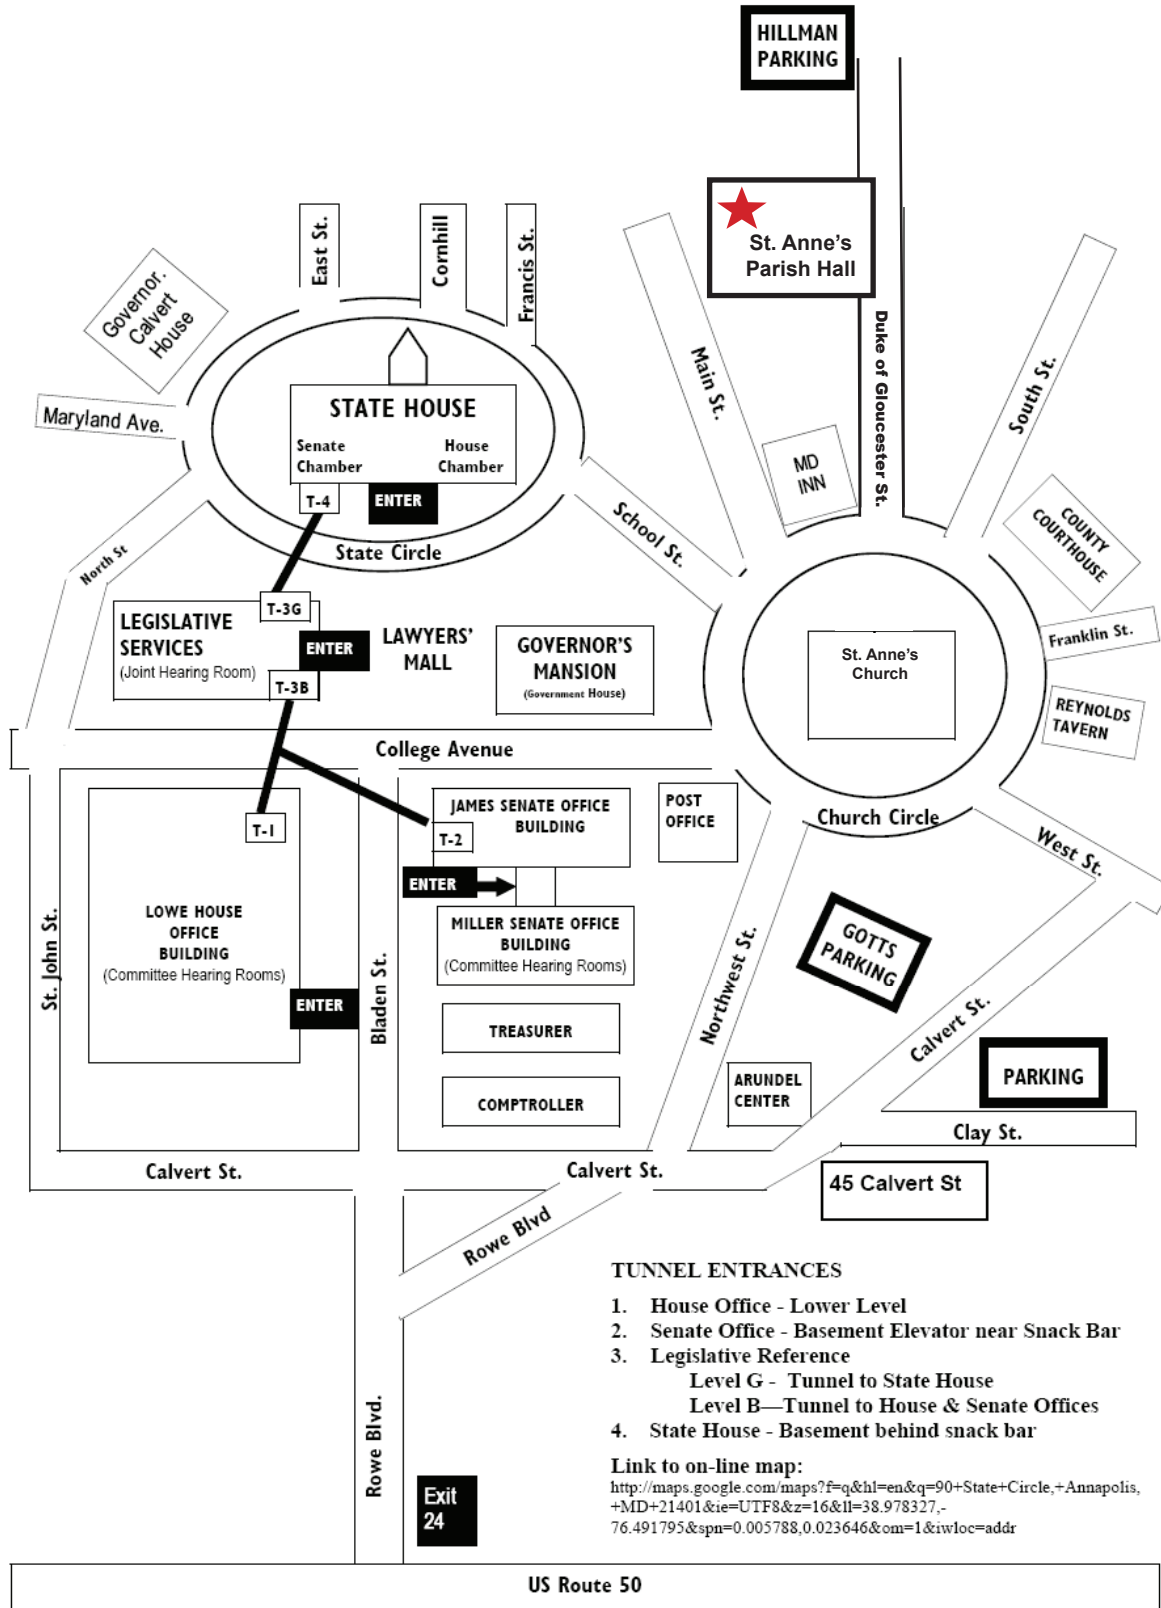 HILLMAN
PARKING
St. Anne's
Parish Hall
East St.
Cornhill
Francis St.
Governor.
Calvert
House
Main St.
Duke of Gloucester St.
South St.
Maryland Ave.
STATE HOUSE
Senate
Chamber
House
Chamber
T-4
ENTER
MD
INN
State Circle
School St.
COUNTY
COURTHOUSE
North St
T-3G
LEGISLATIVE
SERVICES
(Joint Hearing Room)
ENTER
T-3B
LAWYERS'
MALL
GOVERNOR'S
MANSION
(Government House)
St. Anne's
Church
Franklin St.
REYNOLDS
TAVERN
College Avenue
JAMES SENATE OFFICE
BUILDING
POST
OFFICE
Church Circle
T-1
T-2
ENTER
West St.
LOWE HOUSE
OFFICE
BUILDING
(Committee Hearing Rooms)
ENTER
MILLER SENATE OFFICE
BUILDING
(Committee Hearing Rooms)
St. John St.
Bladen St.
Northwest St.
GOTTS
PARKING
Calvert St.
TREASURER
COMPTROLLER
ARUNDEL
CENTER
PARKING
Clay St.
Calvert St.
Calvert St.
45 Calvert St
Rowe Blvd
TUNNEL ENTRANCES
1. House Office - Lower Level
2. Senate Office - Basement Elevator near Snack Bar
3. Legislative Reference
Level G - Tunnel to State House
Level B—Tunnel to House & Senate Offices
4. State House - Basement behind snack bar
Link to on-line map:
http://maps.google.com/maps?f=q&hl=en&q=90+State+Circle,+Annapolis,
+MD+21401&ie=UTF8&z=16&ll=38.978327,-
76.491795&spn=0.005788,0.023646&om=1&iwloc=addr
Rowe Blvd.
Exit
24
US Route 50